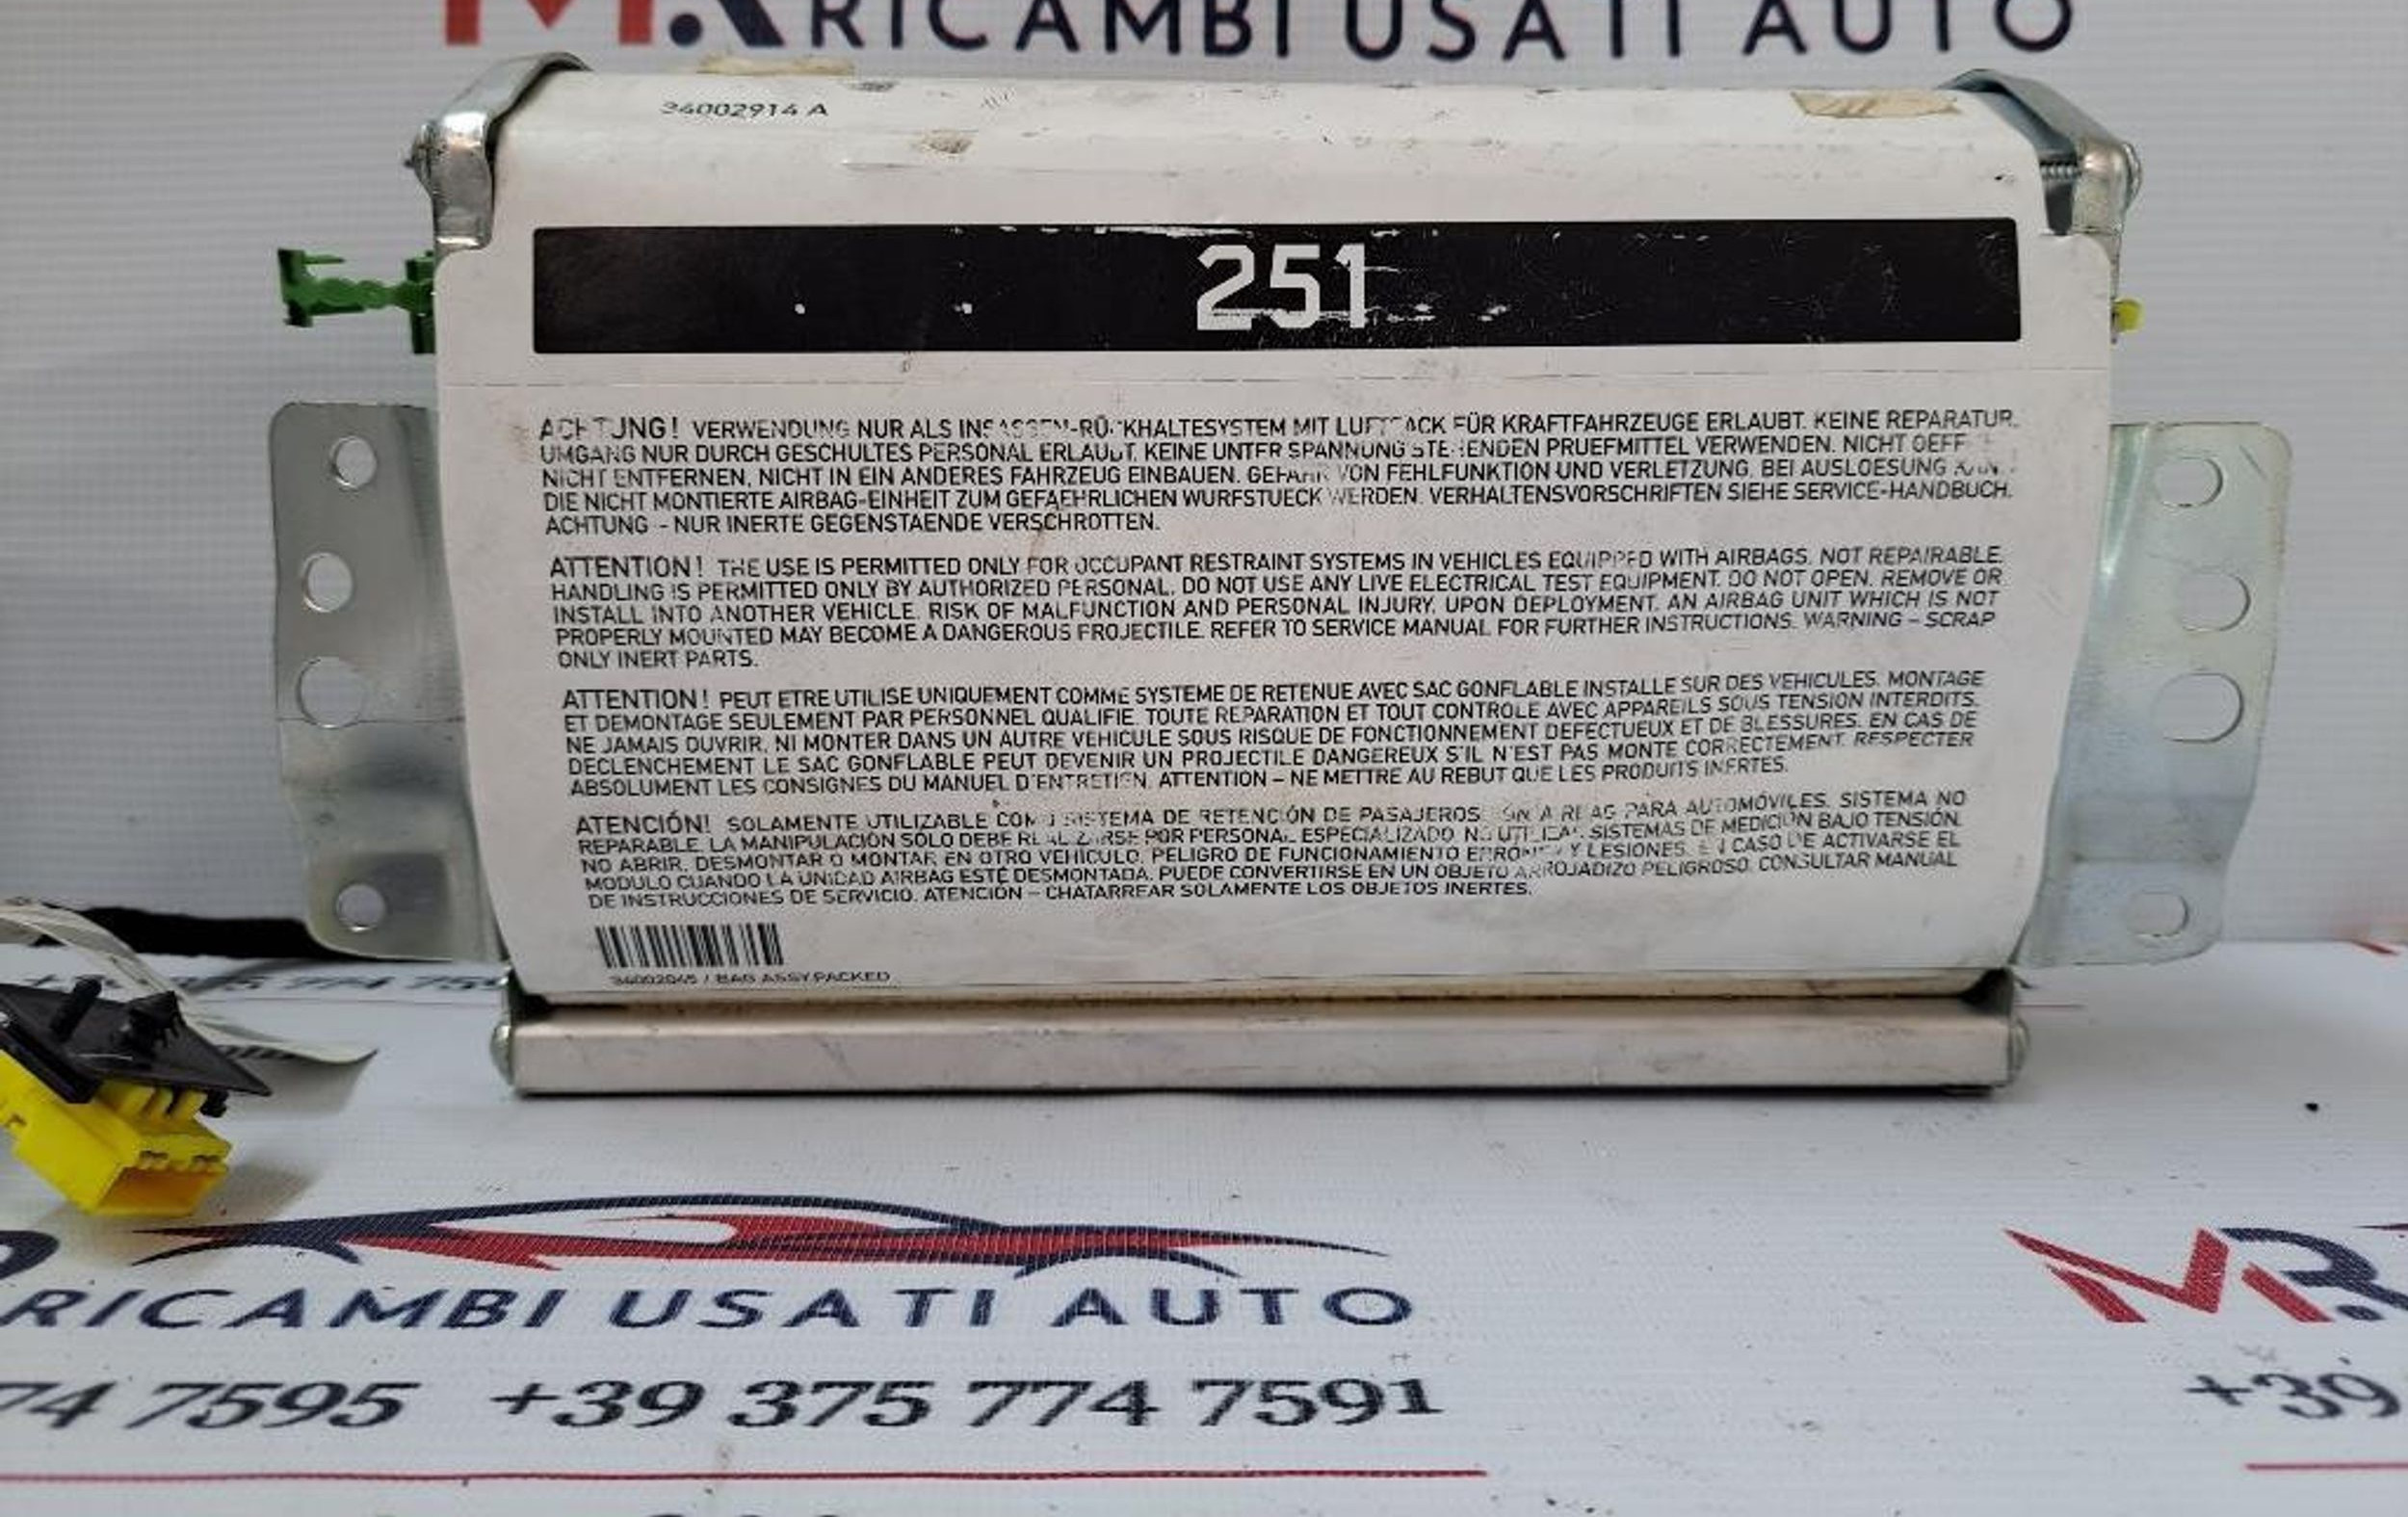 RICAMBI USATI AUTO
34002914 A
251
ACHTUNG! VERWENDUNG NUR ALS INSASSEN-RÜCKHALTESYSTEM MIT LUFTSACK FÜR KRAFTFAHRZEUGE ERLAUBT. KEINE REPARATUR.
UMGANG NUR DURCH GESCHULTES PERSONAL ERLAUBT. KEINE UNTER SPANNUNG STEHENDEN PRUEFMITTEL VERWENDEN. NICHT OEFF
NICHT ENTFERNEN, NICHT IN EIN ANDERES FAHRZEUG EINBAUEN. GEFAHR VON FEHLFUNKTION UND VERLETZUNG. BEI AUSLOESUNG KANN
DIE NICHT MONTIERTE AIRBAG-EINHEIT ZUM GEFAEHRLICHEN WURFSTUECK WERDEN. VERHALTENSVORSCHRIFTEN SIEHE SERVICE-HANDBUCH.
ACHTUNG - NUR INERTE GEGENSTAENDE VERSCHROTTEN.
ATTENTION! THE USE IS PERMITTED ONLY FOR OCCUPANT RESTRAINT SYSTEMS IN VEHICLES EQUIPPED WITH AIRBAGS. NOT REPAIRABLE.
HANDLING IS PERMITTED ONLY BY AUTHORIZED PERSONAL. DO NOT USE ANY LIVE ELECTRICAL TEST EQUIPMENT. DO NOT OPEN. REMOVE OR
INSTALL INTO ANOTHER VEHICLE. RISK OF MALFUNCTION AND PERSONAL INJURY. UPON DEPLOYMENT. AN AIRBAG UNIT WHICH IS NOT
PROPERLY MOUNTED MAY BECOME A DANGEROUS PROJECTILE. REFER TO SERVICE MANUAL FOR FURTHER INSTRUCTIONS. WARNING – SCRAP
ONLY INERT PARTS.
ATTENTION! PEUT ETRE UTILISE UNIQUEMENT COMME SYSTEME DE RETENUE AVEC SAC GONFLABLE INSTALLE SUR DES VEHICULES. MONTAGE
ET DEMONTAGE SEULEMENT PAR PERSONNEL QUALIFIE. TOUTE REPARATION ET TOUT CONTROLE AVEC APPAREILS SOUS TENSION INTERDITS.
NE JAMAIS OUVRIR, NI MONTER DANS UN AUTRE VEHICULE SOUS RISQUE DE FONCTIONNEMENT DEFECTUEUX ET DE BLESSURES. EN CAS DE
DECLENCHEMENT LE SAC GONFLABLE PEUT DEVENIR UN PROJECTILE DANGEREUX S'IL N'EST PAS MONTE CORRECTEMENT. RESPECTER
ABSOLUMENT LES CONSIGNES DU MANUEL D'ENTRETIEN. ATTENTION – NE METTRE AU REBUT QUE LES PRODUITS INERTES.
ATENCIÓN! SOLAMENTE UTILIZABLE COMO SISTEMA DE RETENCIÓN DE PASAJEROS PARA AUTOMÓVILES. SISTEMA NO
REPARABLE. LA MANIPULACIÓN SÓLO DEBE REALIZARSE POR PERSONAL ESPECIALIZADO. NO UTILIZAR SISTEMAS DE MEDICIÓN BAJO TENSIÓN.
NO ABRIR, DESMONTAR O MONTAR EN OTRO VEHÍCULO. PELIGRO DE FUNCIONAMIENTO ERRONEO Y LESIONES. EN CASO DE ACTIVARSE EL
MODULO CUANDO LA UNIDAD AIRBAG ESTÉ DESMONTADA. PUEDE CONVERTIRSE EN UN OBJETO ARROJADIZO PELIGROSO. CONSULTAR MANUAL
DE INSTRUCCIONES DE SERVICIO. ATENCIÓN – CHATARREAR SOLAMENTE LOS OBJETOS INERTES.
34002045 / BAG ASSY PACKED
RICAMBI USATI AUTO
MR
74 7595 +39 375 774 7591
+39